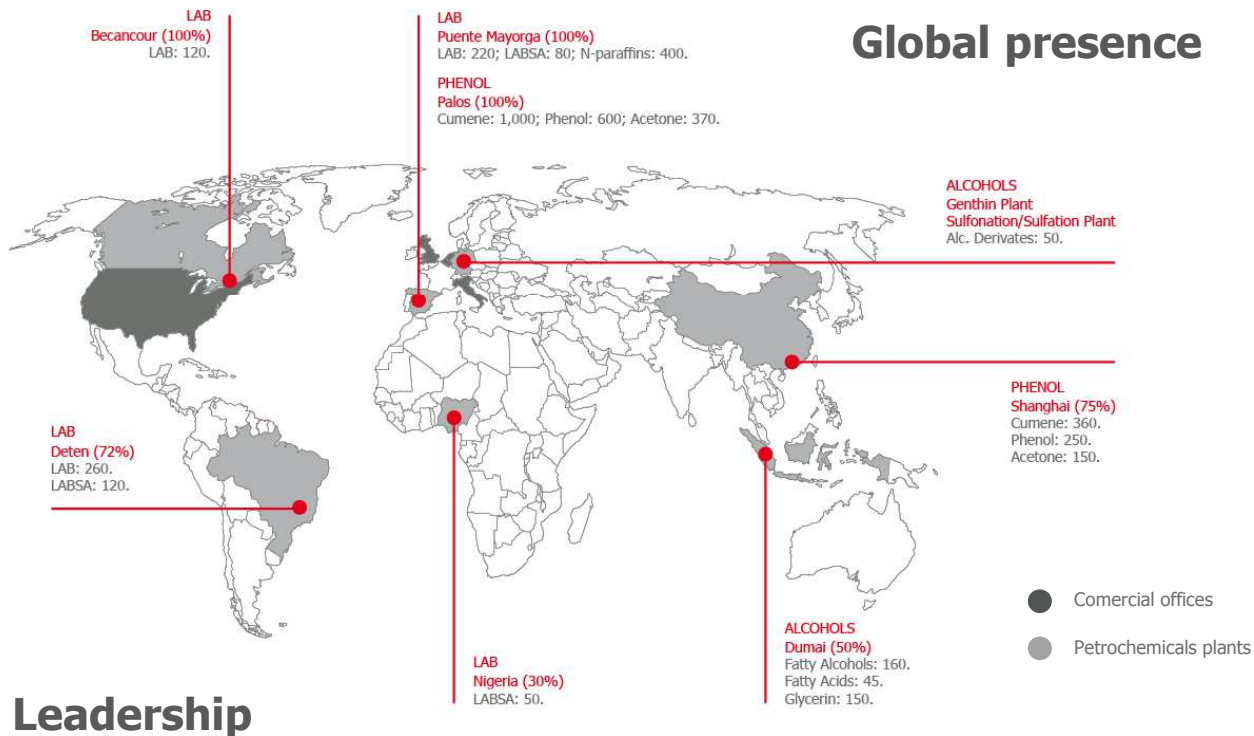 Global presence
LAB
Becancour (100%)
LAB: 120.
LAB
Puente Mayorga (100%)
LAB: 220; LABSA: 80; N-paraffins: 400.
PHENOL
Palos (100%)
Cumene: 1,000; Phenol: 600; Acetone: 370.
ALCOHOLS
Genthin Plant
Sulfonation/Sulfation Plant
Alc. Derivates: 50.
PHENOL
Shanghai (75%)
Cumene: 360.
Phenol: 250.
Acetone: 150.
LAB
Deten (72%)
LAB: 260.
LABSA: 120.
LAB
Nigeria (30%)
LABSA: 50.
ALCOHOLS
Dumai (50%)
Fatty Alcohols: 160.
Fatty Acids: 45.
Glycerin: 150.
Comercial offices
Petrochemicals plants
Leadership